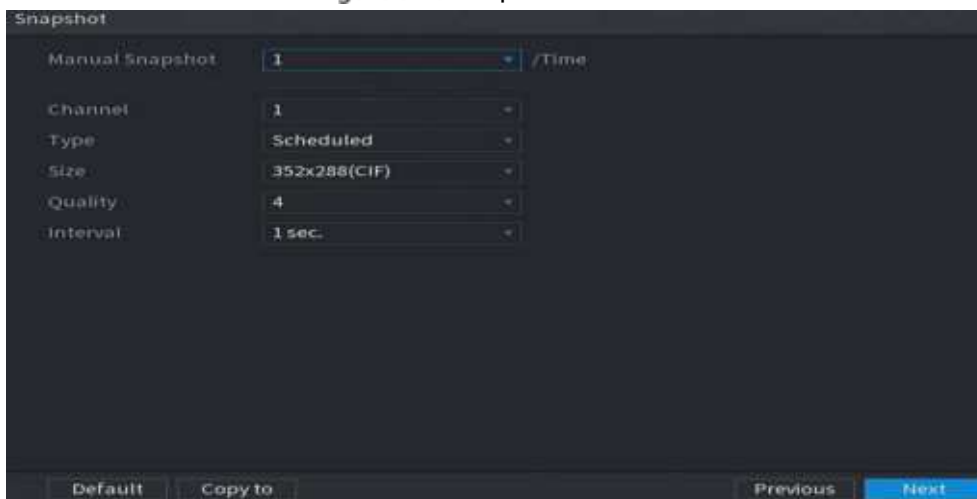 Snapshot
Manual Snapshot 1 /Time
Channel 1
Type Scheduled
Size 352x288(CIF)
Quality 4
Interval 1 sec.
Default Copy to Previous Next